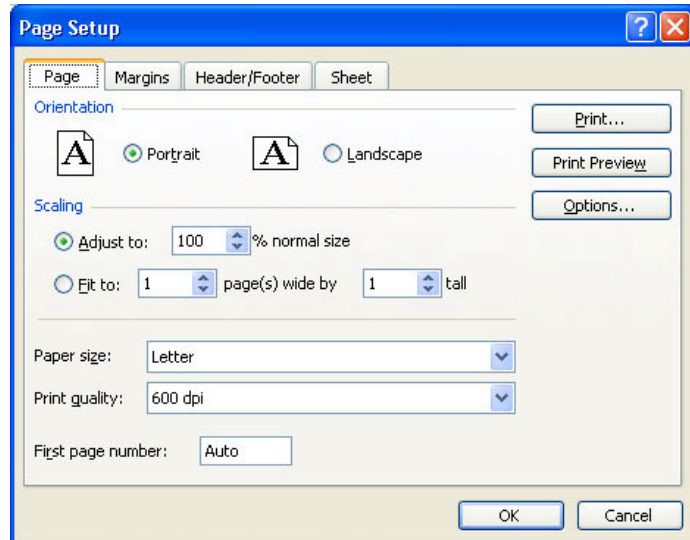 Page Setup
Page Margins Header/Footer Sheet
Orientation
A Portrait A Landscape
Print...
Print Preview
Options...
Scaling
Adjust to: 100 % normal size
Fit to: 1 page(s) wide by 1 tall
Paper size: Letter
Print quality: 600 dpi
First page number: Auto
OK Cancel